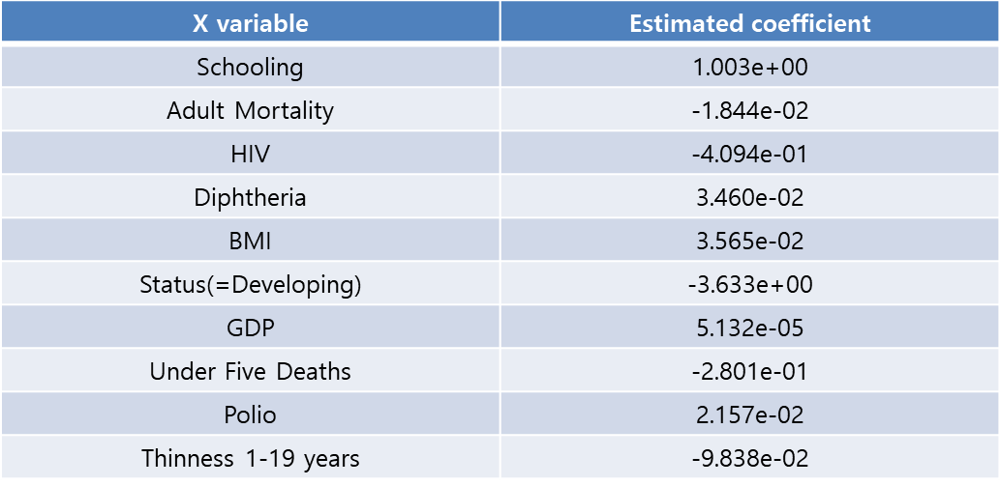 X variable Estimated coefficient
Schooling 1.003e+00
Adult Mortality -1.844e-02
HIV -4.094e-01
Diphtheria 3.460e-02
BMI 3.565e-02
Status(=Developing) -3.633e+00
GDP 5.132e-05
Under Five Deaths -2.801e-01
Polio 2.157e-02
Thinness 1-19 years -9.838e-02